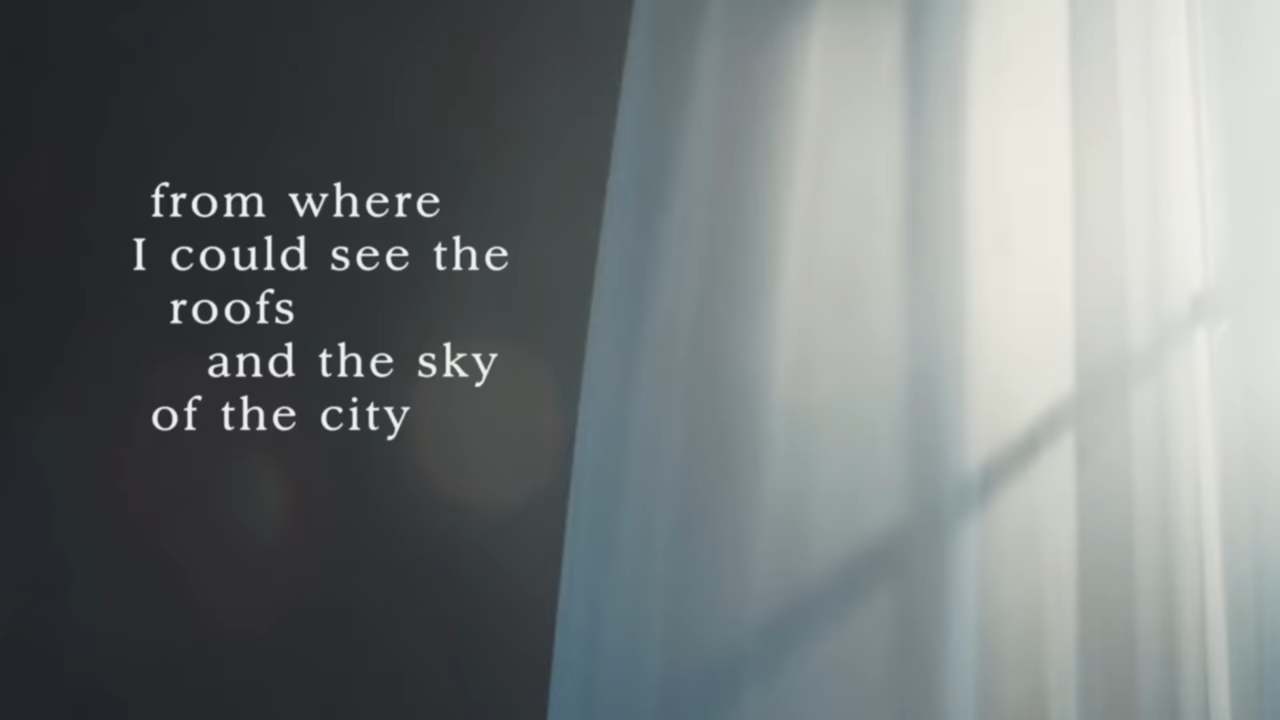 from where
I could see the
roofs
and the sky
of the city